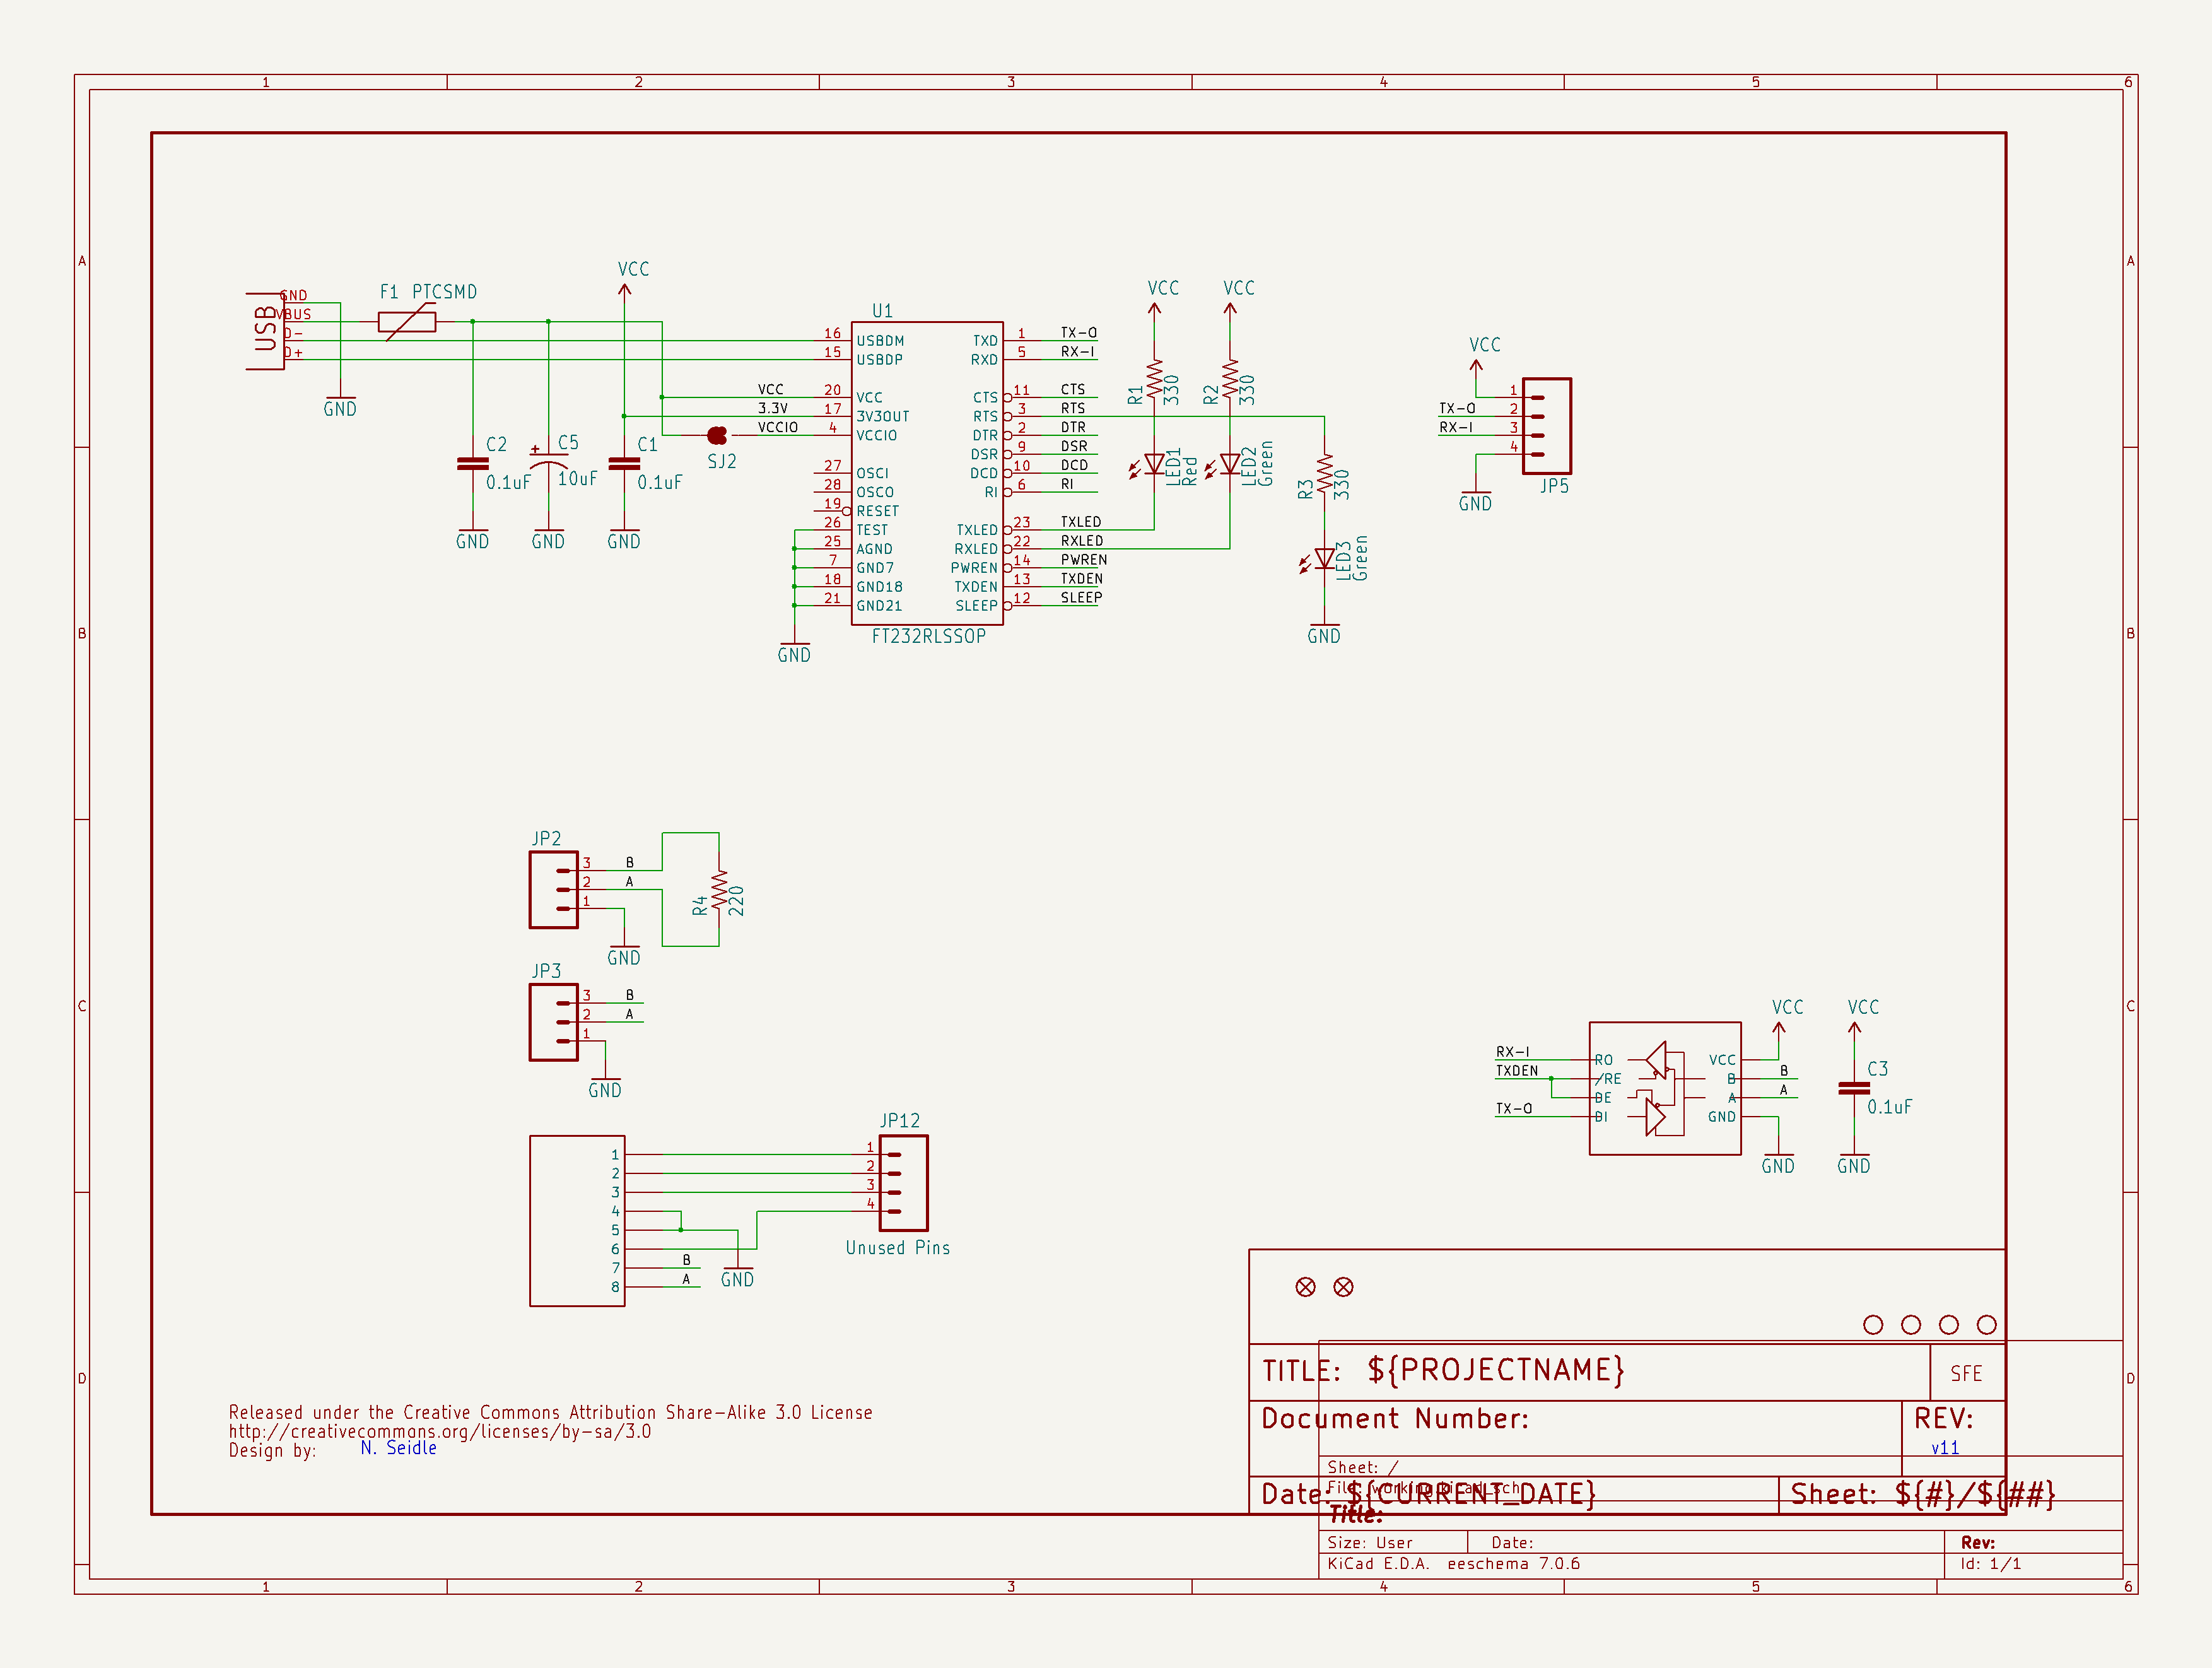 1 2 3 4 5 6
A A
B B
C C
D D
1 2 3 4 5 6
USB
GND
VBUS
D-
D+
GND
F1 PTCSMD
VCC
C2
0.1uF
GND
C5
10uF
GND
C1
0.1uF
GND
VCC
3.3V
VCCIO
SJ2
U1
16 USBDM
15 USBDP
20 VCC
17 3V3OUT
4 VCCIO
27 OSCI
28 OSCO
19 RESET
26 TEST
25 AGND
7 GND7
18 GND18
21 GND21
GND
TXD 1 TX-O
RXD 5 RX-I
CTS 11 CTS
RTS 3 RTS
DTR 2 DTR
DSR 9 DSR
DCD 10 DCD
RI 6 RI
TXLED 23 TXLED
RXLED 22 RXLED
PWREN 14 PWREN
TXDEN 13 TXDEN
SLEEP 12 SLEEP
FT232RLSSOP
VCC
R1
330
LED1
Red
VCC
R2
330
LED2
Green
R3
330
LED3
Green
GND
VCC
1
TX-O 2
RX-I 3
4
GND
JP5
JP2
3 B
2 A
1
GND
R4
220
JP3
3 B
2 A
1
GND
1
2
3
4
5
6
7 B
8 A
GND
JP12
1
2
3
4
Unused Pins
RX-I RO
TXDEN /RE
DE
TX-O DI
VCC
B B
A A
GND
VCC
GND
VCC
C3
0.1uF
GND
Released under the Creative Commons Attribution Share-Alike 3.0 License
http://creativecommons.org/licenses/by-sa/3.0
Design by: N. Seidle
TITLE: ${PROJECTNAME}
SFE
Document Number:
REV:
v11
Date: ${CURRENT_DATE}
Sheet: ${#}/${##}
Sheet: /
File: working.kicad_sch
Title:
Size: User Date: Rev:
KiCad E.D.A. eeschema 7.0.6 Id: 1/1